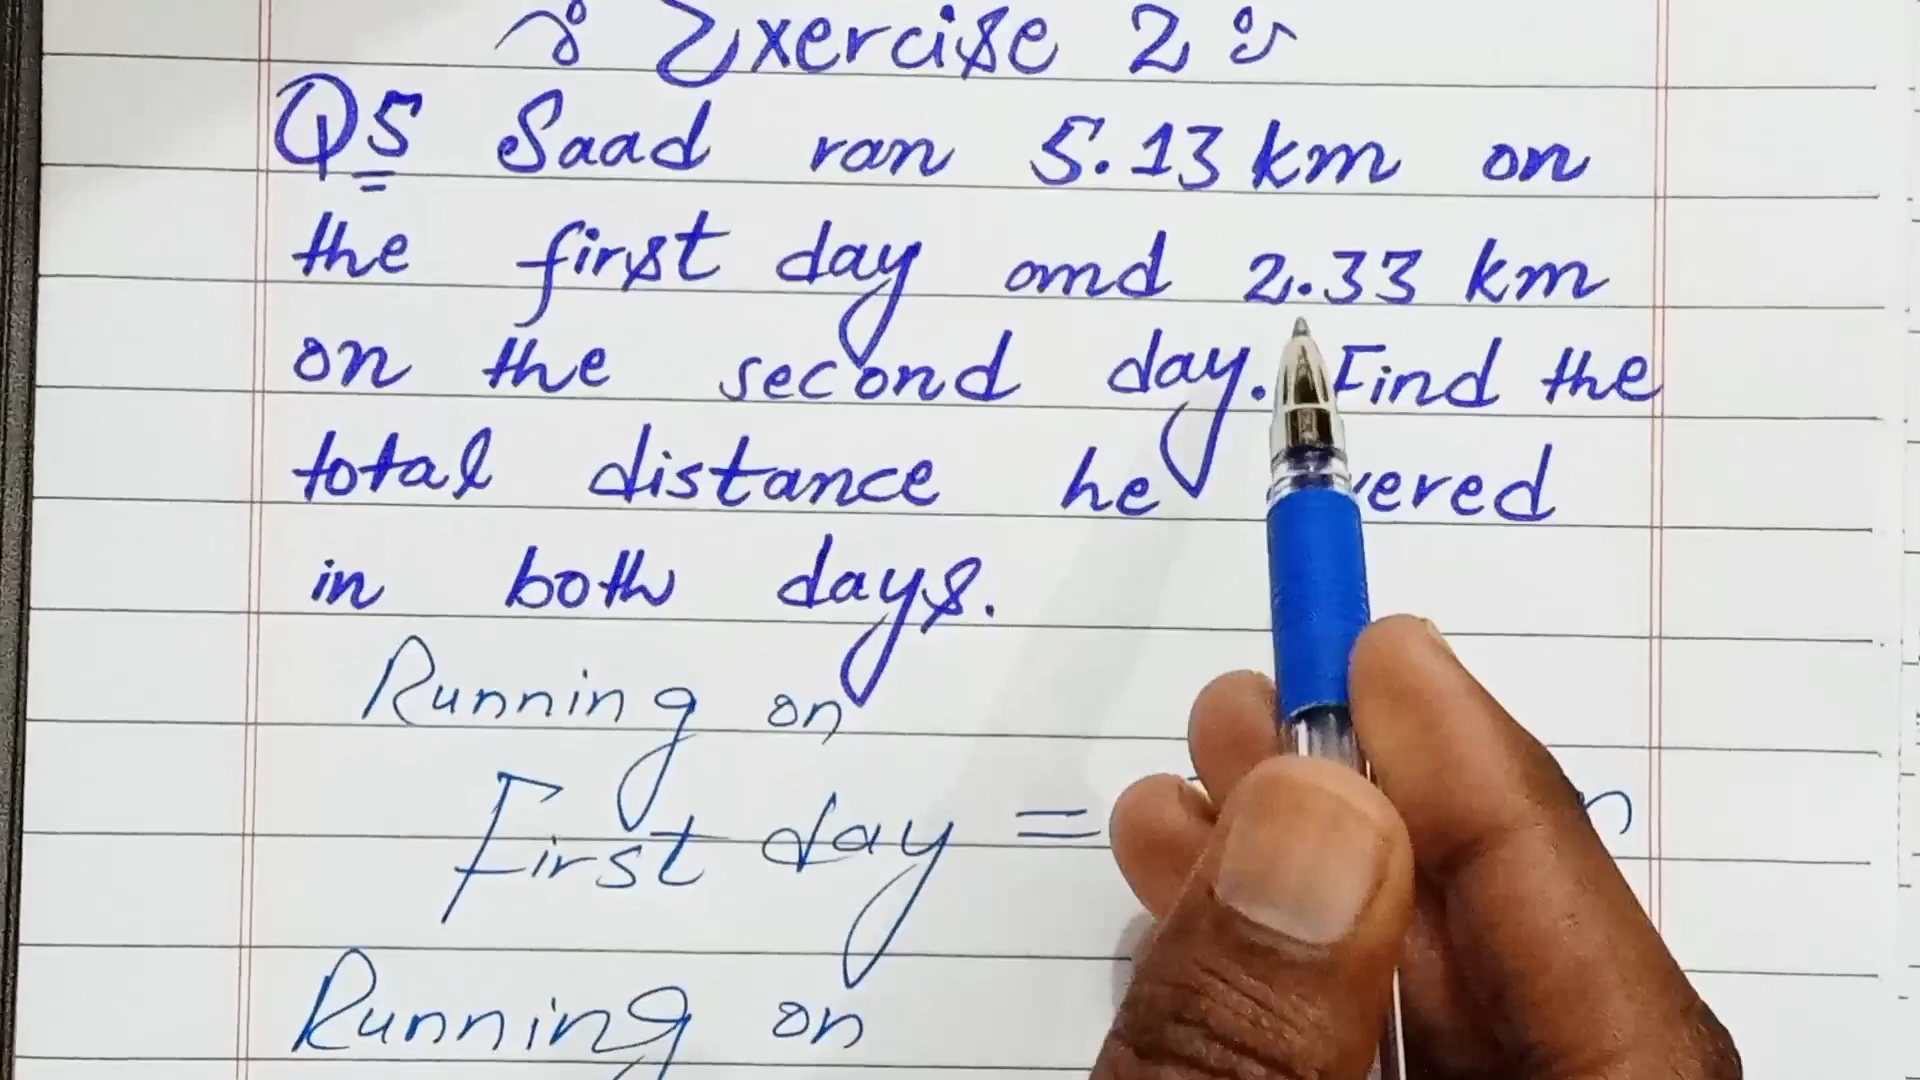 Exercise 2
Q5 Saad ran 5.13 km on
the first day and 2.33 km
on the second day. Find the
total distance he
in both days.
Running on
First day =
Running on